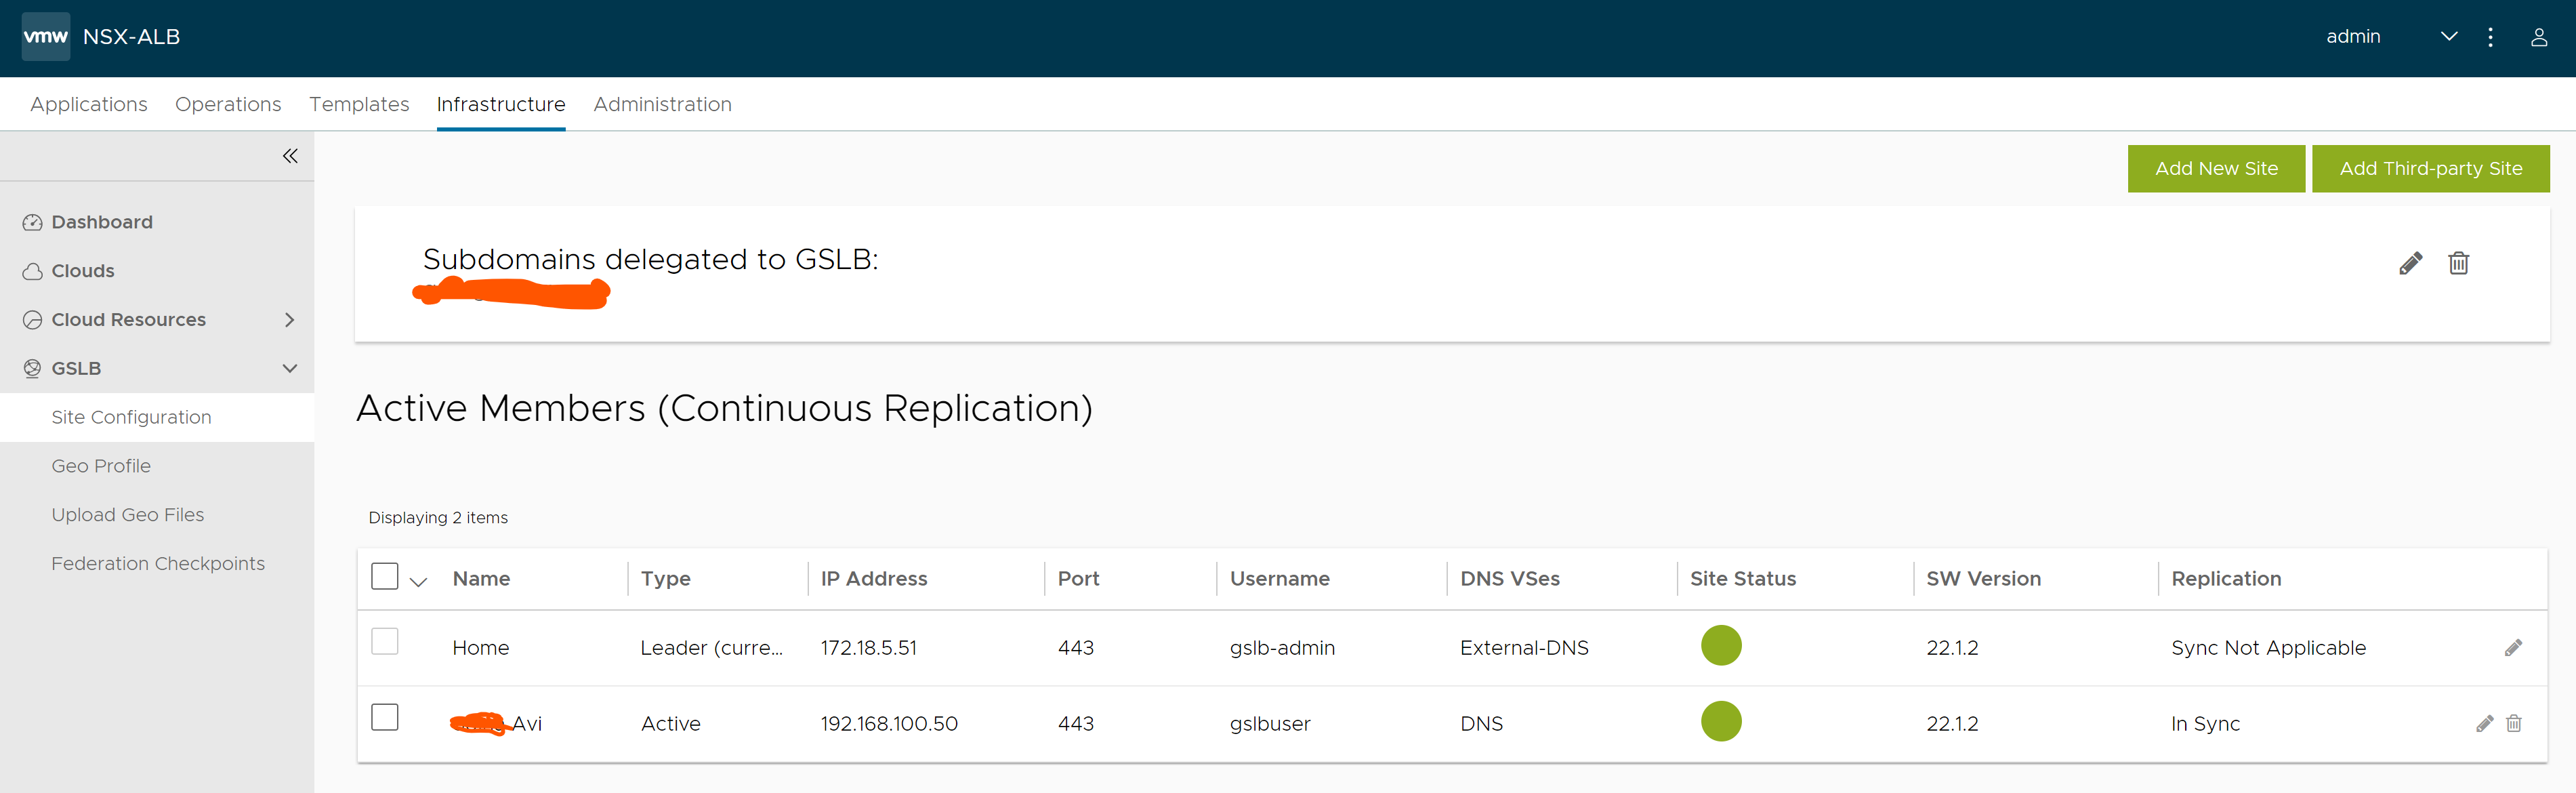 vmw NSX-ALB admin
Applications Operations Templates Infrastructure Administration
Add New Site Add Third-party Site
Dashboard
Clouds
Cloud Resources
GSLB
Site Configuration
Geo Profile
Upload Geo Files
Federation Checkpoints
Subdomains delegated to GSLB:
Active Members (Continuous Replication)
Displaying 2 items
Name Type IP Address Port Username DNS VSes Site Status SW Version Replication
Home Leader (curre... 172.18.5.51 443 gslb-admin External-DNS 22.1.2 Sync Not Applicable
Avi Active 192.168.100.50 443 gslbuser DNS 22.1.2 In Sync